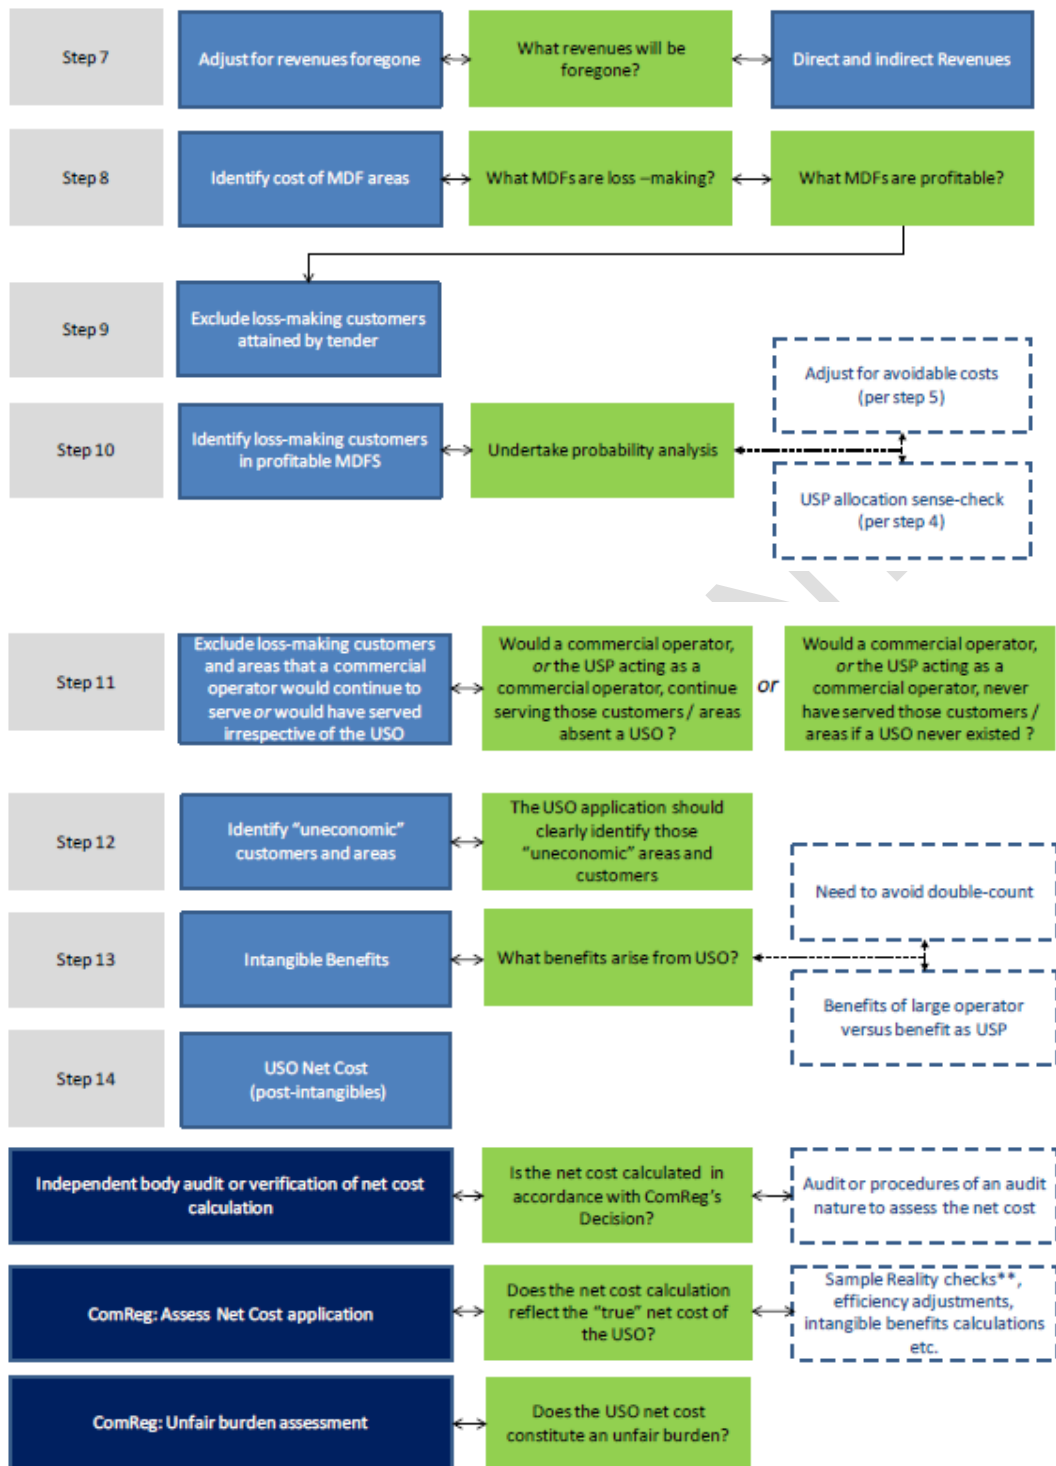 Step 7
Adjust for revenues foregone
What revenues will be
foregone?
Direct and indirect Revenues
Step 8
Identify cost of MDF areas
What MDFs are loss –making?
What MDFs are profitable?
Step 9
Exclude loss-making customers
attained by tender
Adjust for avoidable costs
(per step 5)
Step 10
Identify loss-making customers
in profitable MDFS
Undertake probability analysis
USP allocation sense-check
(per step 4)
Step 11
Exclude loss-making customers
and areas that a commercial
operator would continue to
serve or would have served
irrespective of the USO
Would a commercial operator,
or the USP acting as a
commercial operator, continue
serving those customers / areas
absent a USO ?
or
Would a commercial operator,
or the USP acting as a
commercial operator, never
have served those customers /
areas if a USO never existed ?
Step 12
Identify “uneconomic”
customers and areas
The USO application should
clearly identify those
“uneconomic” areas and
customers
Need to avoid double-count
Step 13
Intangible Benefits
What benefits arise from USO?
Benefits of large operator
versus benefit as USP
Step 14
USO Net Cost
(post-intangibles)
Independent body audit or verification of net cost
calculation
Is the net cost calculated in
accordance with ComReg's
Decision?
Audit or procedures of an audit
nature to assess the net cost
ComReg: Assess Net Cost application
Does the net cost calculation
reflect the “true” net cost of
the USO?
Sample Reality checks**,
efficiency adjustments,
intangible benefits calculations
etc.
ComReg: Unfair burden assessment
Does the USO net cost
constitute an unfair burden?